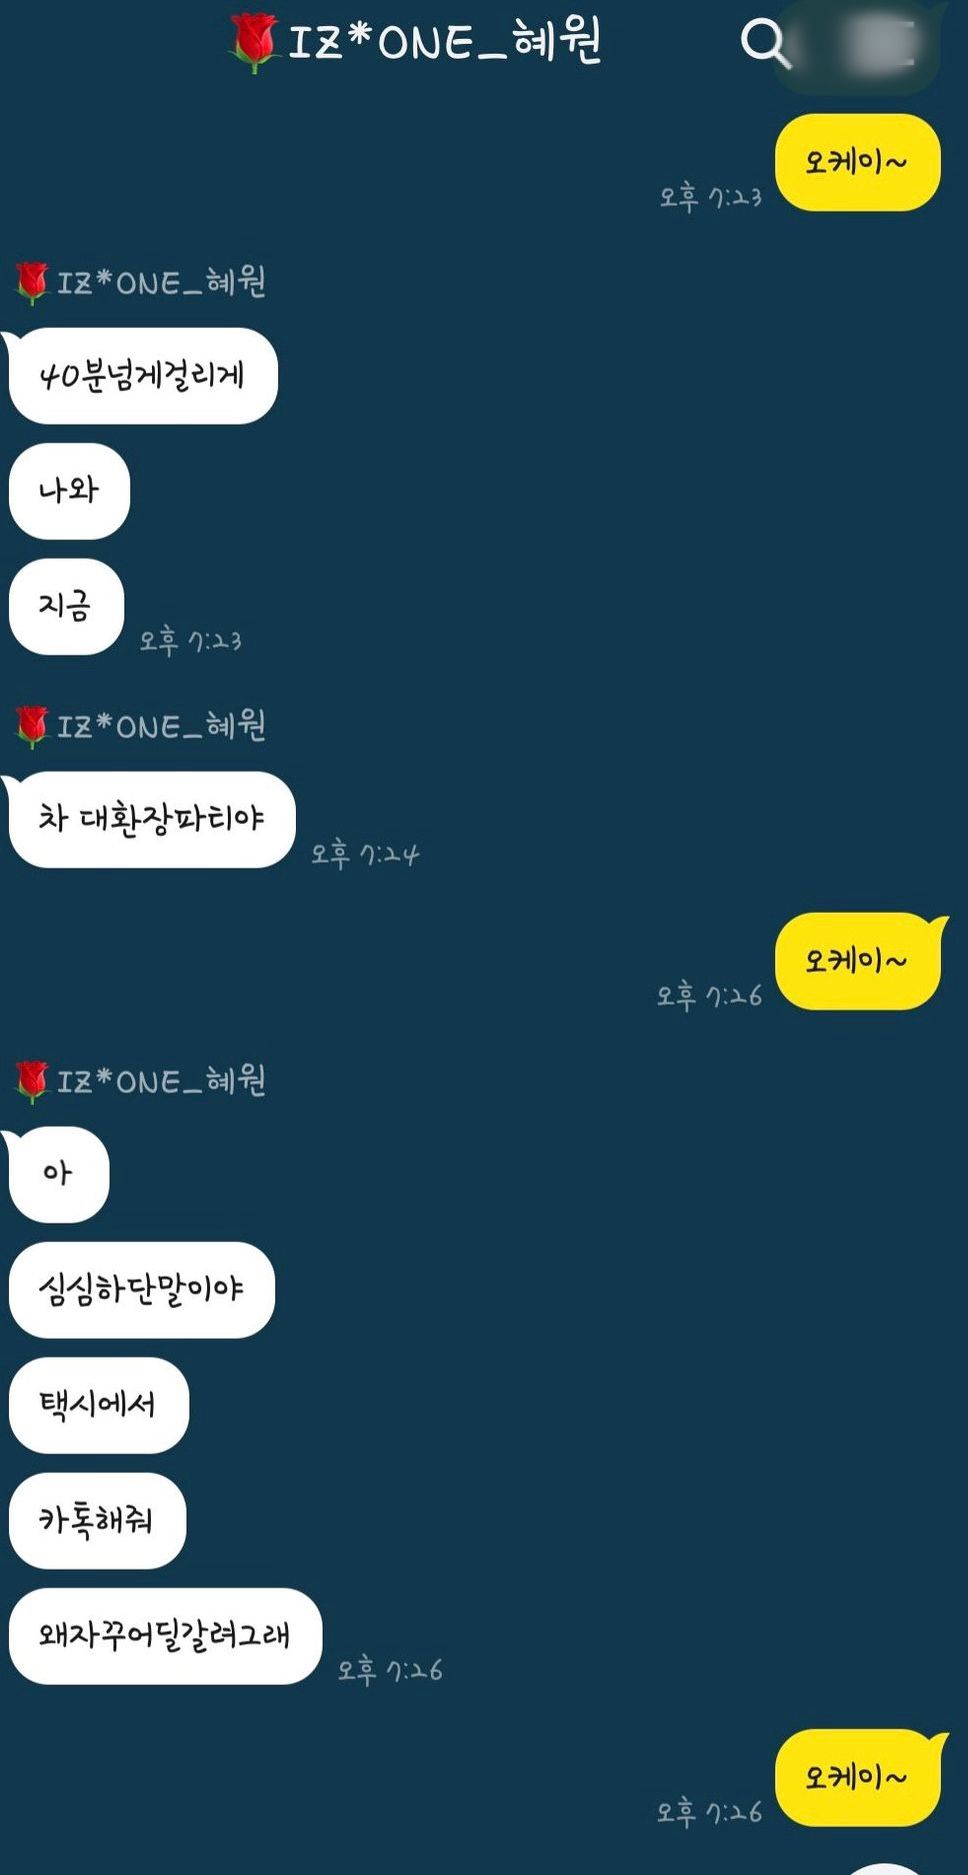 IZ*ONE_혜원
오케이~
오후 7:23
IZ*ONE_혜원
40분넘게걸리게
나와
지금
오후 7:23
IZ*ONE_혜원
차 대환장파티야
오후 7:24
오케이~
오후 7:26
IZ*ONE_혜원
아
심심하단말이야
택시에서
카톡해줘
왜자꾸어딜갈려그래
오후 7:26
오케이~
오후 7:26